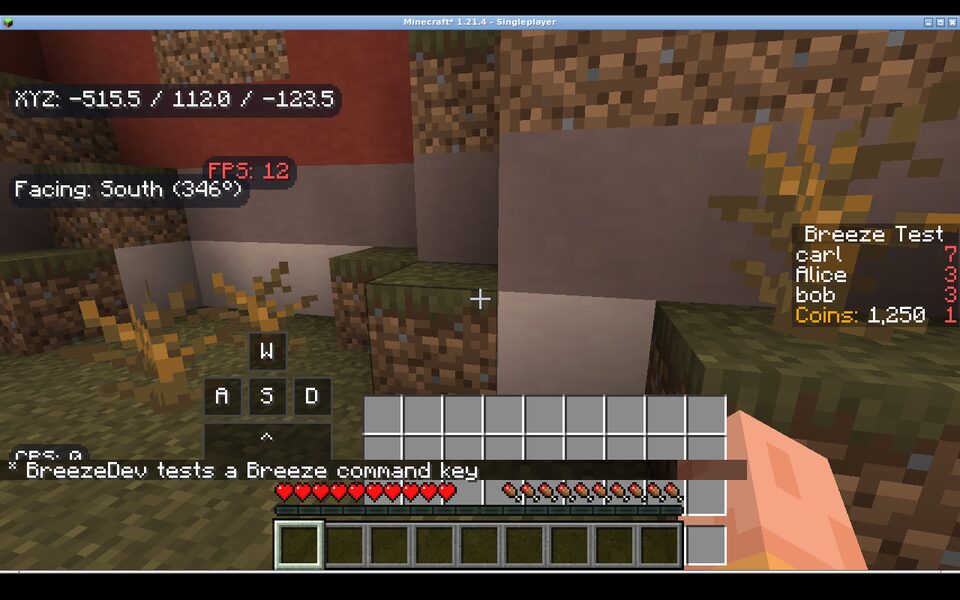 Minecraft* 1.21.4 - Singleplayer
XYZ: -515.5 / 112.0 / -123.5
FPS: 12
Facing: South (346°)
Breeze Test
carl 7
Alice 3
bob 3
Coins: 1,250 1
W
A S D
^
CPS: 0
* BreezeDev tests a Breeze command key